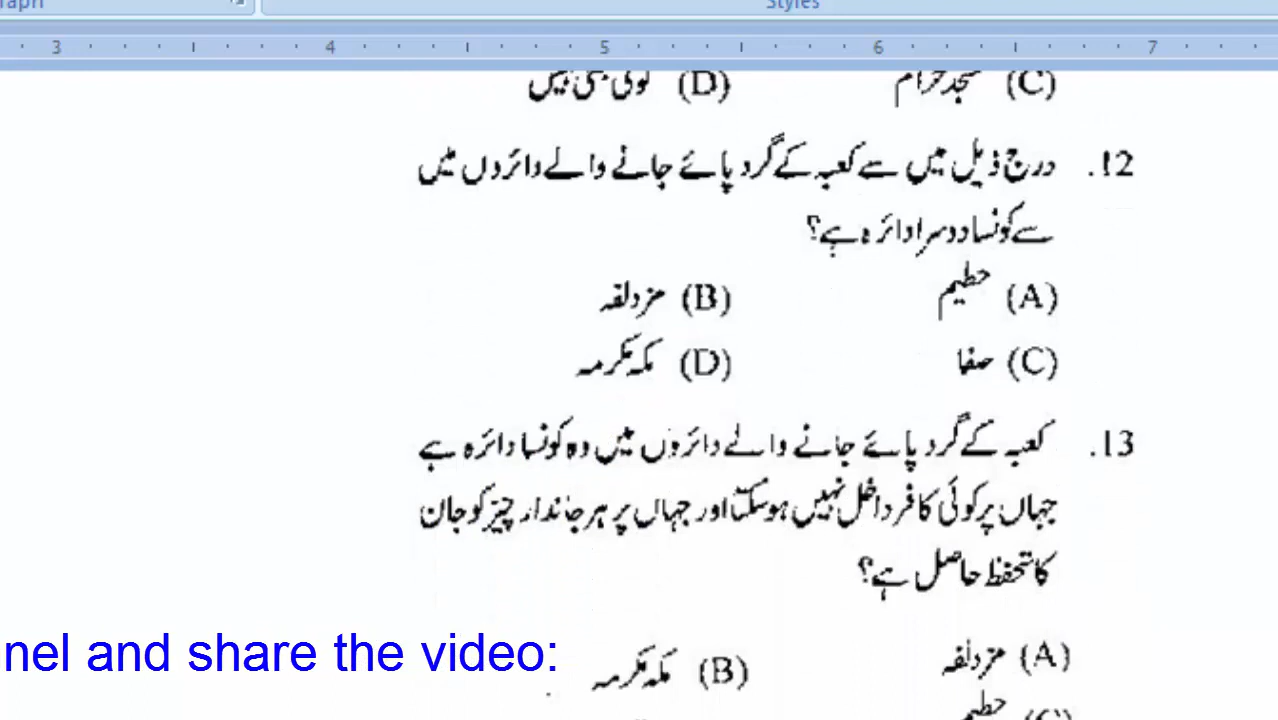 Styles
3 4 5 6 7
(C) مسجد حرام (D) کوئی بھی نہیں
12. درج ذیل میں سے کعبہ کے گرد پائے جانے والے دائروں میں
سے کونسا دوسرا دائرہ ہے؟
(A) حطیم (B) مزدلفہ
(C) صفا (D) مکہ مکرمہ
13. کعبہ کے گرد پائے جانے والے دائروں میں وہ کونسا دائرہ ہے
جہاں پر کوئی کافر داخل نہیں ہوسکتا اور جہاں پر ہر جاندار چیز کو جان
کا تحفظ حاصل ہے؟
(A) مزدلفہ (B) مکہ مکرمہ
nel and share the video:
(C) حطیم